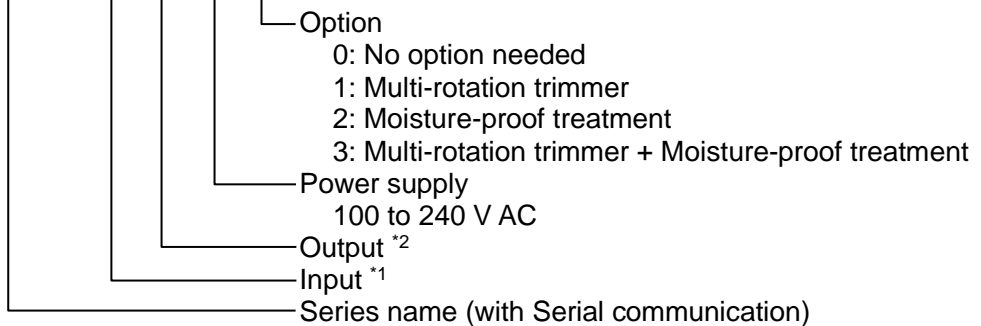 Option
0: No option needed
1: Multi-rotation trimmer
2: Moisture-proof treatment
3: Multi-rotation trimmer + Moisture-proof treatment
Power supply
100 to 240 V AC
Output *2
Input *1
Series name (with Serial communication)